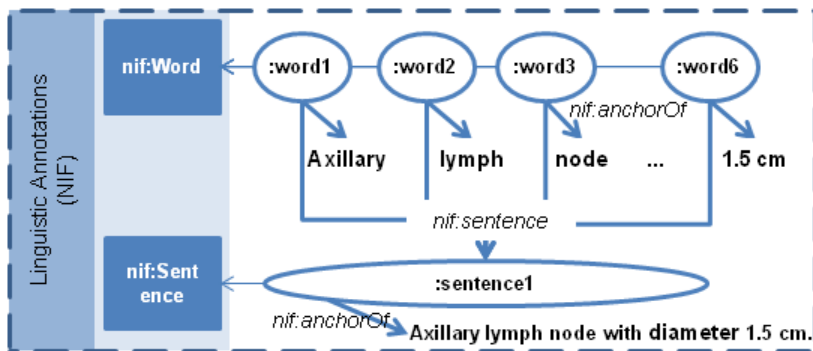 Linguistic Annotations
(NIF)
nif:Word
:word1
:word2
:word3
:word6
nif:anchorOf
Axillary
lymph
node
...
1.5 cm
nif:sentence
nif:Sent
ence
:sentence1
nif:anchorOf
Axillary lymph node with diameter 1.5 cm.